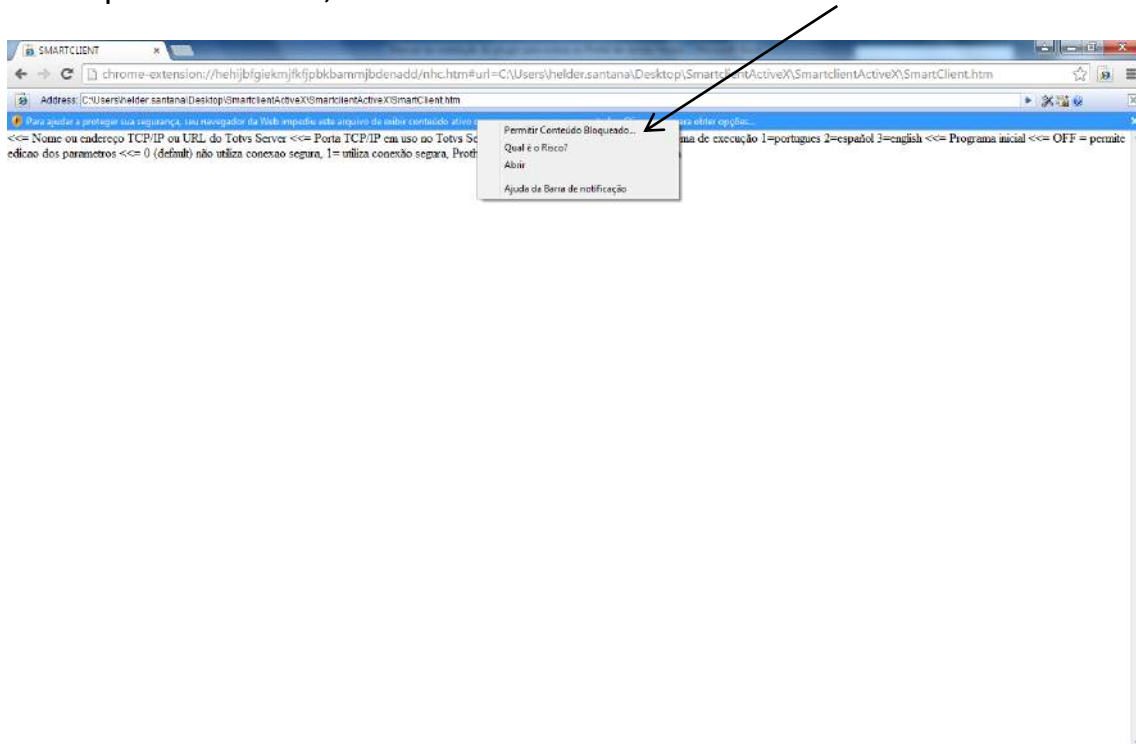 SMARTCLIENT
chrome-extension://hehijbfgiekmjfkfjpbkbammjbdenadd/nhc.htm#url=C:\Users\helder.santana\Desktop\SmartclientActiveX\SmartclientActiveX\SmartClient.htm
Address: C:\Users\helder.santana\Desktop\SmartclientActiveX\SmartclientActiveX\SmartClient.htm
Para ajudar a proteger sua segurança, seu navegador da Web impediu este arquivo de exibir conteúdo ativo ara obter opções...
<<= Nome ou endereço TCP/IP ou URL do Totvs Server <<= Porta TCP/IP em uso no Totvs Se ma de execução 1=portugues 2=español 3=english <<= Programa inicial <<= OFF = permite
edicao dos parametros <<= 0 (default) não utiliza conexao segura, 1= utiliza conexão segura, Proth
Permitir Conteúdo Bloqueado...
Qual é o Risco?
Abrir
Ajuda da Barra de notificação